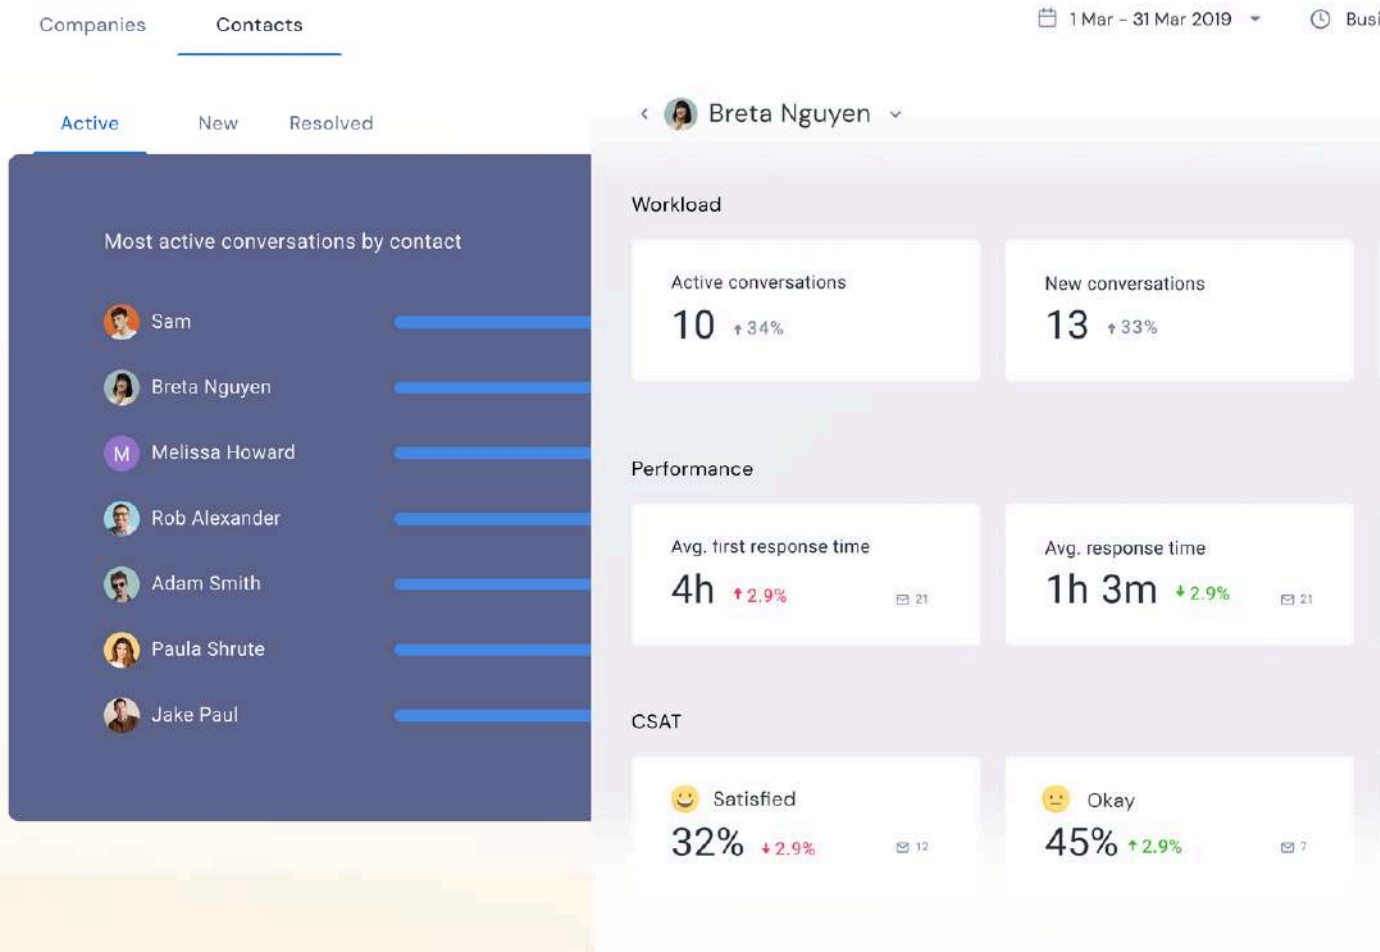 Companies
Contacts
1 Mar – 31 Mar 2019
Active
New
Resolved
Most active conversations by contact
Sam
Breta Nguyen
M
Melissa Howard
Rob Alexander
Adam Smith
Paula Shrute
Jake Paul
Breta Nguyen
Workload
Active conversations
10 ↑ 34%
New conversations
13 ↑ 33%
Performance
Avg. first response time
4h ↑ 2.9% 21
Avg. response time
1h 3m ↓ 2.9% 21
CSAT
Satisfied
32% ↓ 2.9% 12
Okay
45% ↑ 2.9% 7